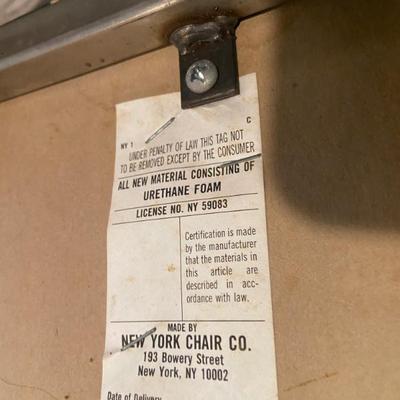 NY 1
C
UNDER PENALTY OF LAW THIS TAG NOT
TO BE REMOVED EXCEPT BY THE CONSUMER
ALL NEW MATERIAL CONSISTING OF
URETHANE FOAM
LICENSE NO. NY 59083
Certification is made
by the manufacturer
that the materials in
this article are
described in acc-
ordance with law.
MADE BY
NEW YORK CHAIR CO.
193 Bowery Street
New York, NY 10002
Date of Delivery